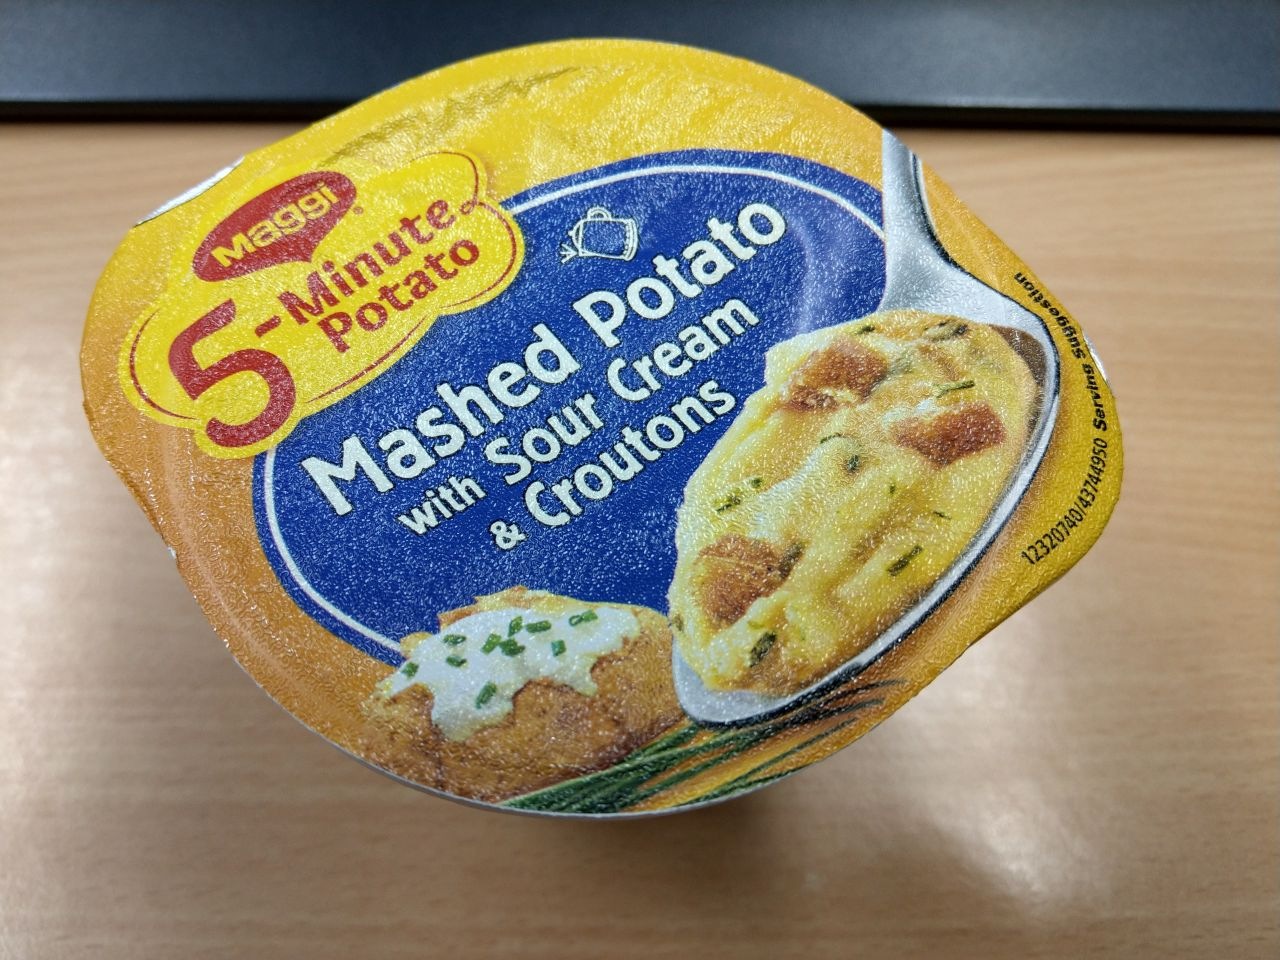 Maggi
5-Minute
Potato
Mashed Potato
with Sour Cream
& Croutons
12320740/43744950 Serving Suggestion